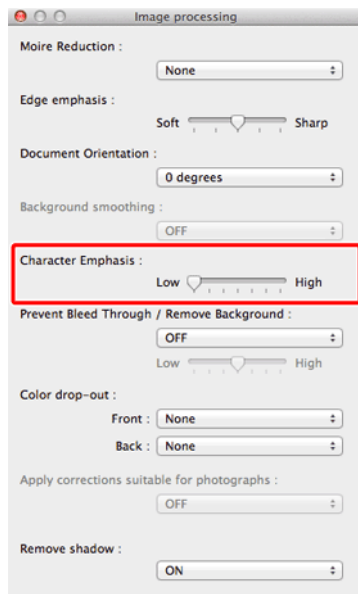 Image processing
Moire Reduction :
None
Edge emphasis :
Soft Sharp
Document Orientation :
0 degrees
Background smoothing :
OFF
Character Emphasis :
Low High
Prevent Bleed Through / Remove Background :
OFF
Low High
Color drop-out :
Front : None
Back : None
Apply corrections suitable for photographs :
OFF
Remove shadow :
ON